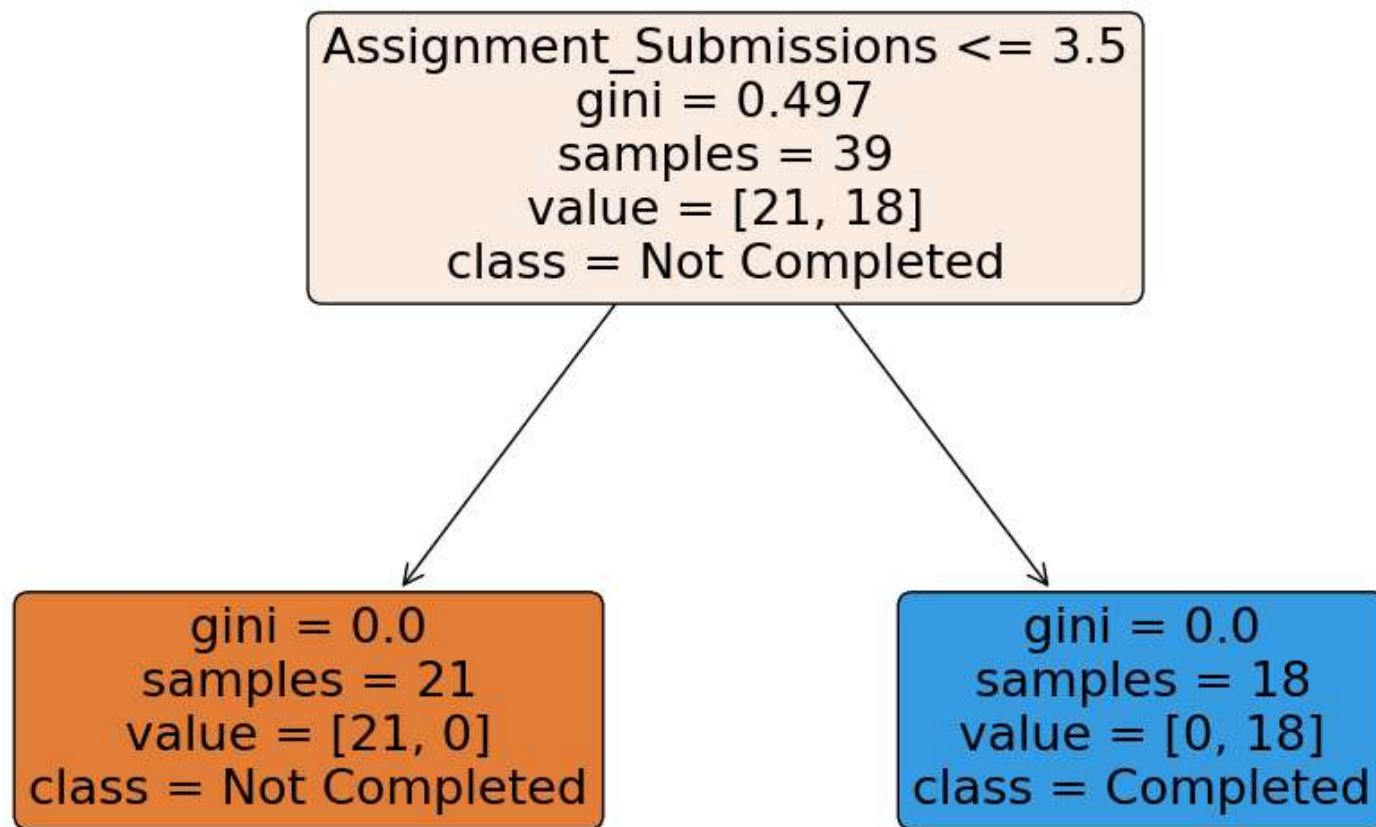 Assignment_Submissions <= 3.5
gini = 0.497
samples = 39
value = [21, 18]
class = Not Completed
gini = 0.0
samples = 21
value = [21, 0]
class = Not Completed
gini = 0.0
samples = 18
value = [0, 18]
class = Completed